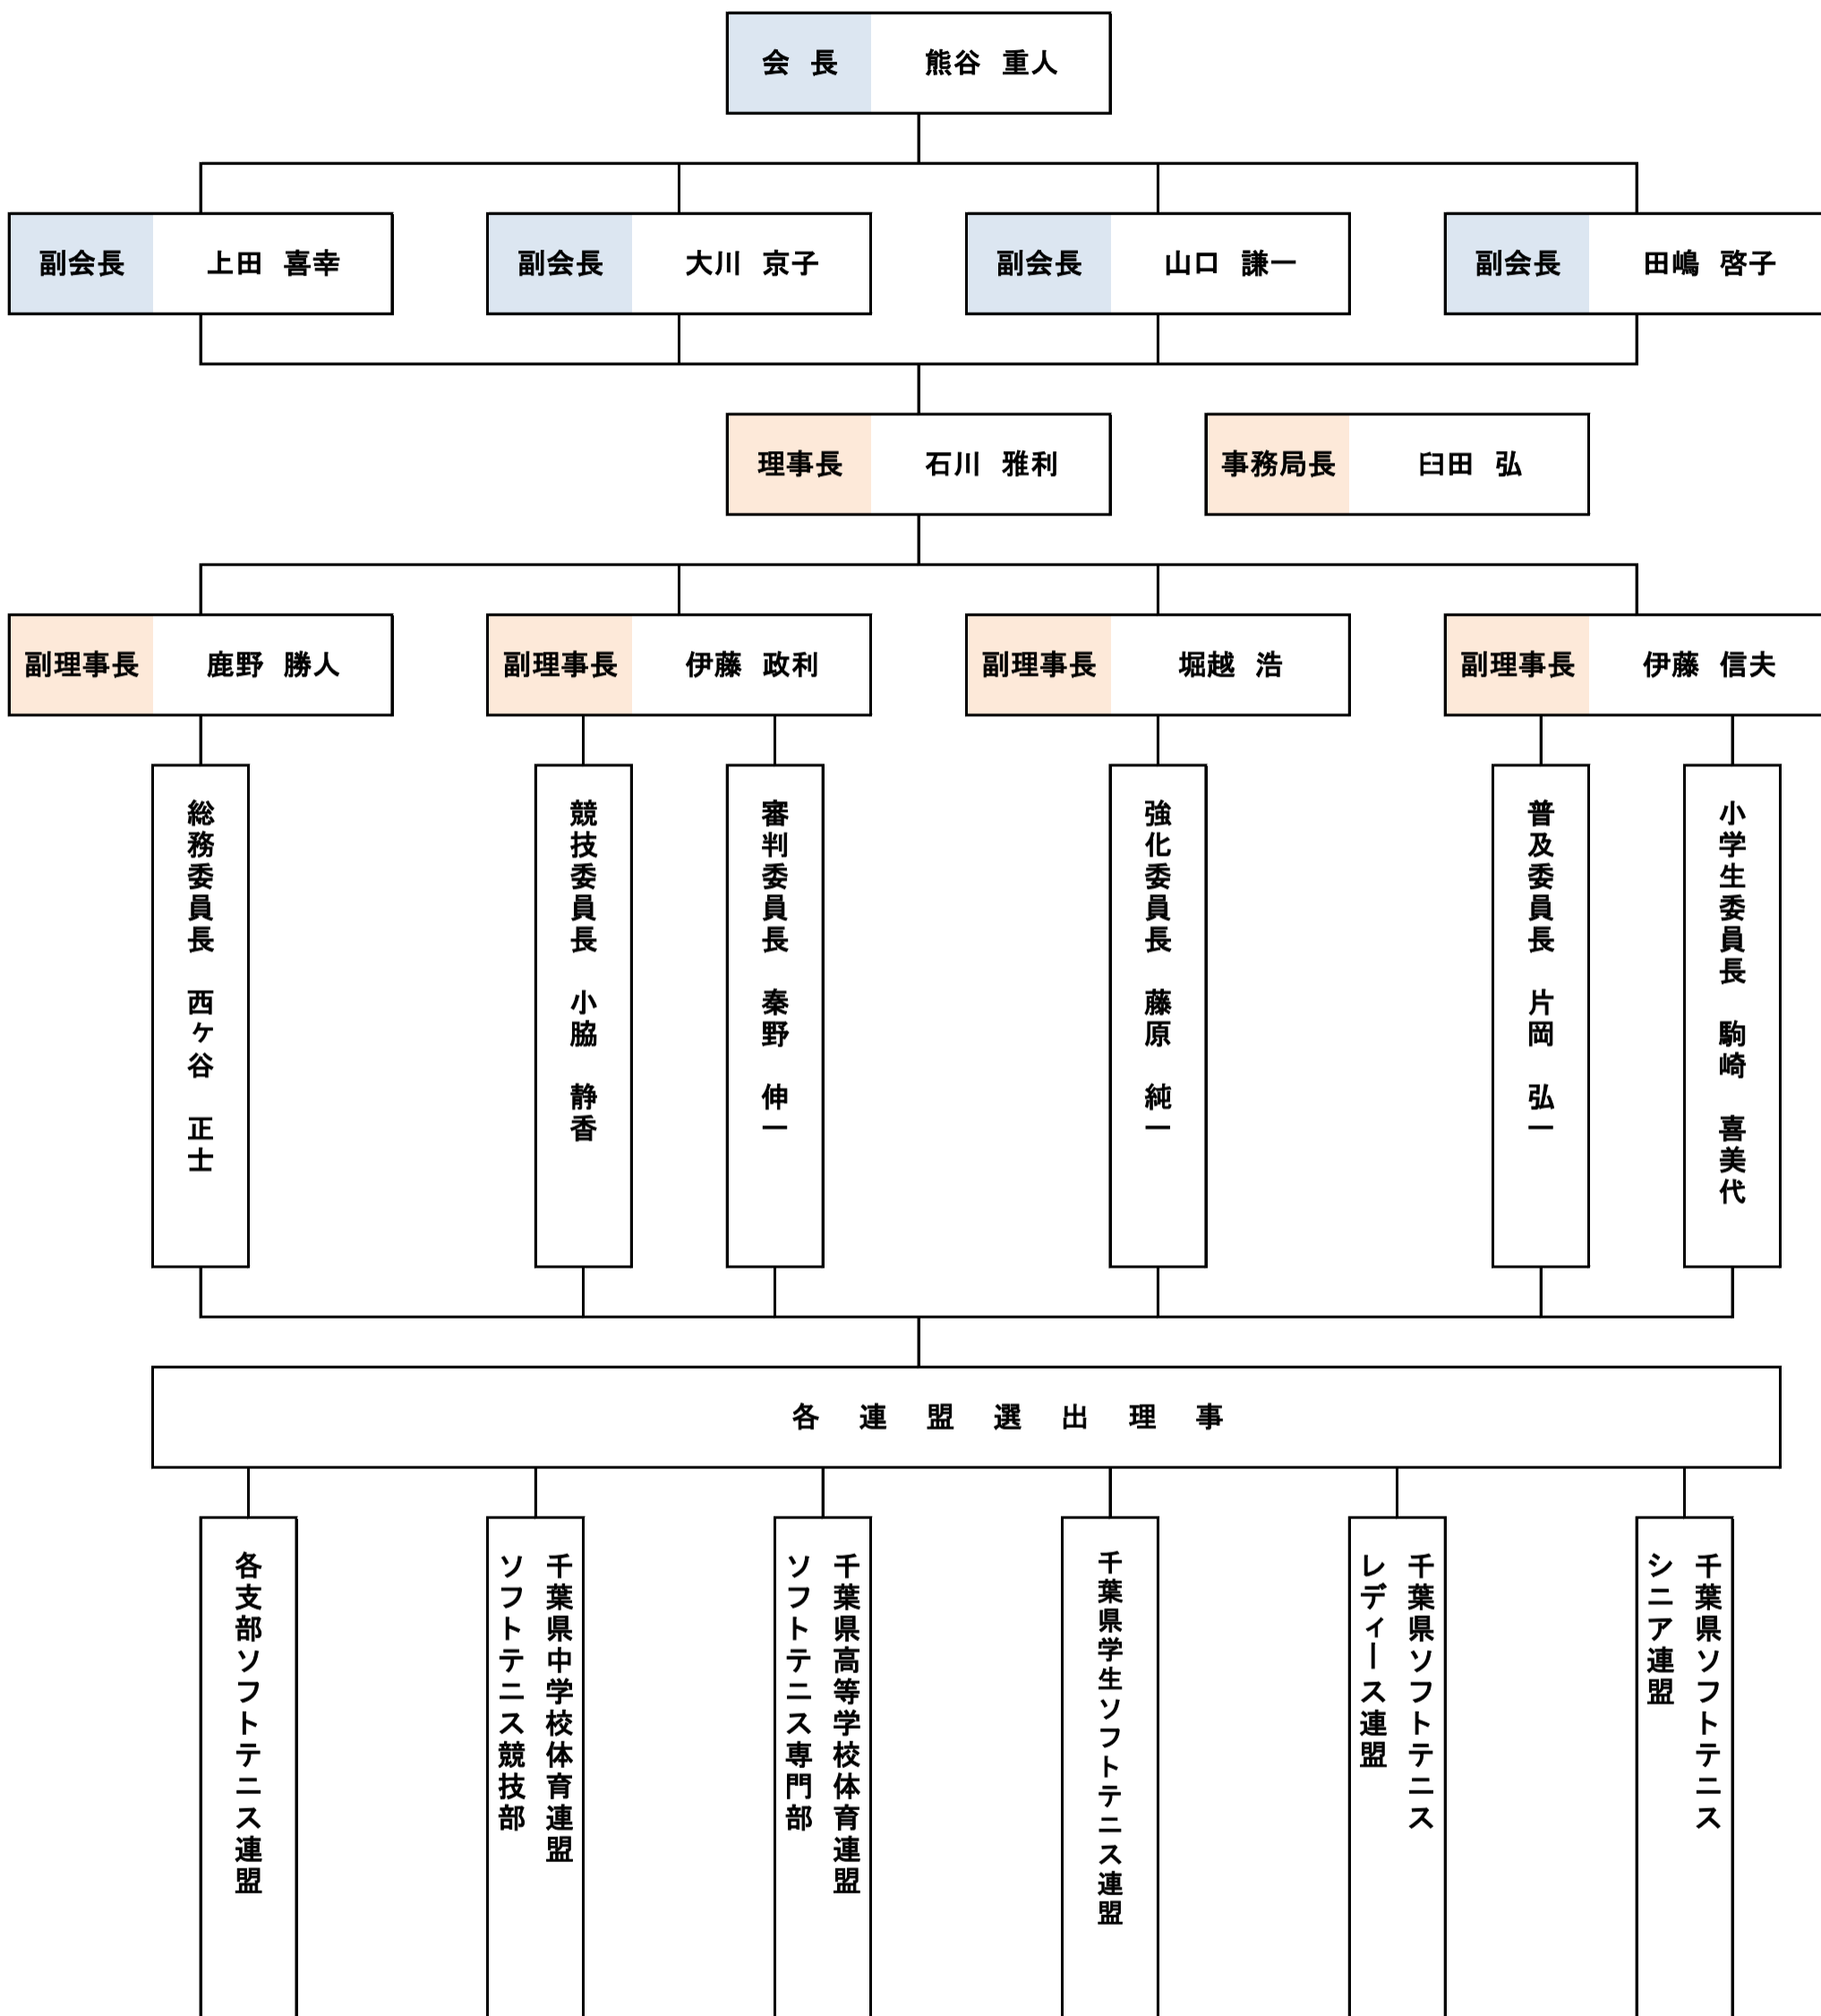 会 長 熊谷 重人
副会長 上田 喜幸
副会長 大川 京子
副会長 山口 謙一
副会長 田嶋 啓子
理事長 石川 雅利
事務局長 臼田 弘
副理事長 鹿野 勝人
副理事長 伊藤 政利
副理事長 堀越 浩
副理事長 伊藤 信夫
総務委員長 西ヶ谷 正士
競技委員長 小脇 静香
審判委員長 秦野 伸一
強化委員長 藤原 純一
普及委員長 片岡 弘一
小学生委員長 駒崎 喜美代
各連盟選出理事
各支部ソフトテニス連盟
千葉県中学校体育連盟
ソフトテニス競技部
千葉県高等学校体育連盟
ソフトテニス専門部
千葉県学生ソフトテニス連盟
千葉県ソフトテニス
レディース連盟
千葉県ソフトテニス
シニア連盟